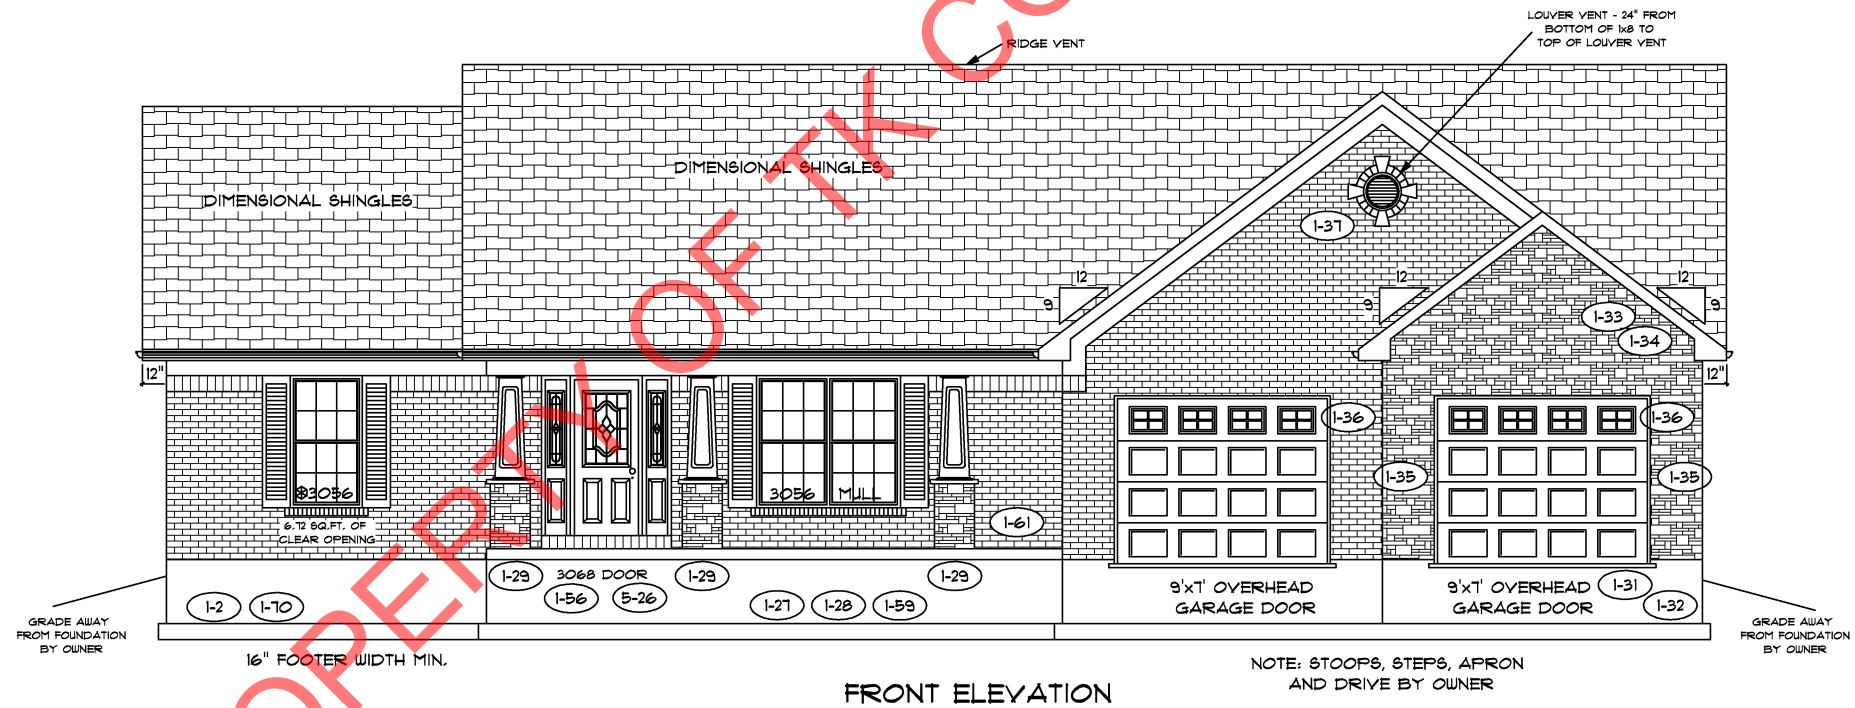 LOUVER VENT - 24" FROM
BOTTOM OF 1x8 TO
TOP OF LOUVER VENT
RIDGE VENT
DIMENSIONAL SHINGLES
DIMENSIONAL SHINGLES
1-37
12
9
12
9
12
9
1-33
1-34
12"
12"
1-36
1-36
1-35
1-35
3056
3056 MULL
6.72 SQ.FT. OF
CLEAR OPENING
1-61
1-29
3068 DOOR
1-29
1-29
1-56
5-26
1-2
1-70
1-27
1-28
1-59
9'x7' OVERHEAD
GARAGE DOOR
9'x7' OVERHEAD
GARAGE DOOR
1-31
1-32
GRADE AWAY
FROM FOUNDATION
BY OWNER
GRADE AWAY
FROM FOUNDATION
BY OWNER
16" FOOTER WIDTH MIN.
NOTE: STOOPS, STEPS, APRON
AND DRIVE BY OWNER
FRONT ELEVATION
OPERTY OF TK CO